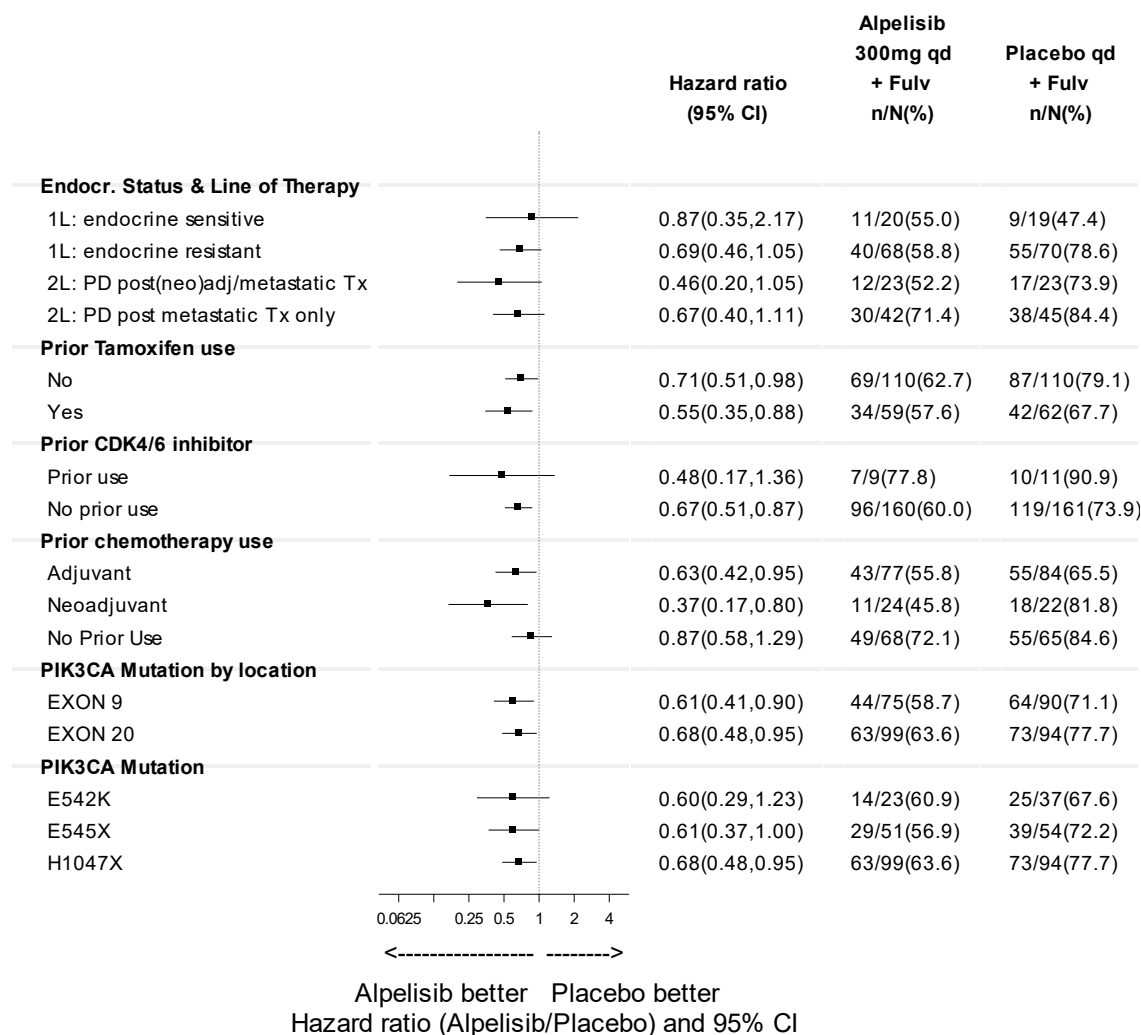 Alpelisib
300mg qd Placebo qd
Hazard ratio + Fulv + Fulv
(95% CI) n/N(%) n/N(%)
Endocr. Status & Line of Therapy
1L: endocrine sensitive 0.87(0.35,2.17) 11/20(55.0) 9/19(47.4)
1L: endocrine resistant 0.69(0.46,1.05) 40/68(58.8) 55/70(78.6)
2L: PD post(neo)adj/metastatic Tx 0.46(0.20,1.05) 12/23(52.2) 17/23(73.9)
2L: PD post metastatic Tx only 0.67(0.40,1.11) 30/42(71.4) 38/45(84.4)
Prior Tamoxifen use
No 0.71(0.51,0.98) 69/110(62.7) 87/110(79.1)
Yes 0.55(0.35,0.88) 34/59(57.6) 42/62(67.7)
Prior CDK4/6 inhibitor
Prior use 0.48(0.17,1.36) 7/9(77.8) 10/11(90.9)
No prior use 0.67(0.51,0.87) 96/160(60.0) 119/161(73.9)
Prior chemotherapy use
Adjuvant 0.63(0.42,0.95) 43/77(55.8) 55/84(65.5)
Neoadjuvant 0.37(0.17,0.80) 11/24(45.8) 18/22(81.8)
No Prior Use 0.87(0.58,1.29) 49/68(72.1) 55/65(84.6)
PIK3CA Mutation by location
EXON 9 0.61(0.41,0.90) 44/75(58.7) 64/90(71.1)
EXON 20 0.68(0.48,0.95) 63/99(63.6) 73/94(77.7)
PIK3CA Mutation
E542K 0.60(0.29,1.23) 14/23(60.9) 25/37(67.6)
E545X 0.61(0.37,1.00) 29/51(56.9) 39/54(72.2)
H1047X 0.68(0.48,0.95) 63/99(63.6) 73/94(77.7)
0.0625 0.25 0.5 1 2 4
<------------------ -------->
Alpelisib better Placebo better
Hazard ratio (Alpelisib/Placebo) and 95% CI